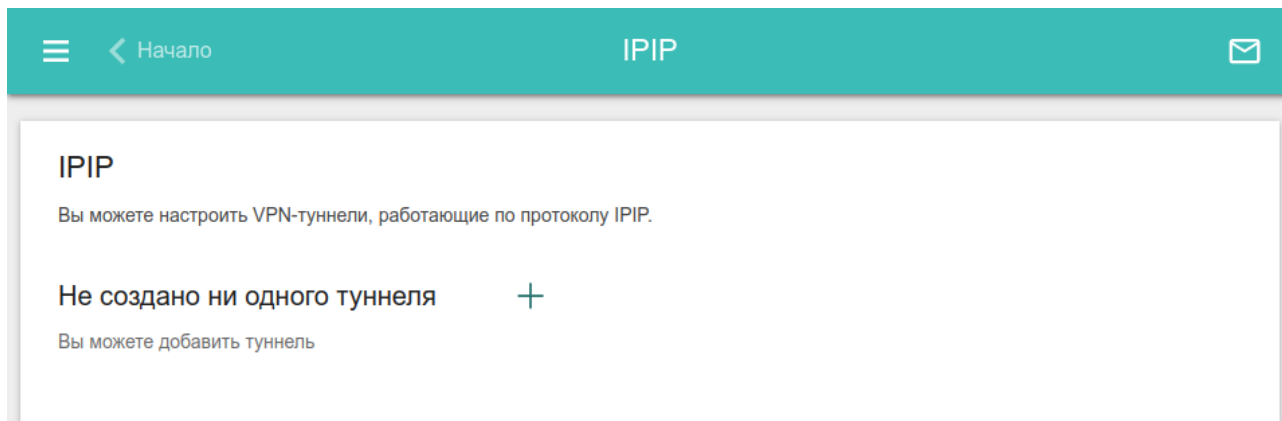 Начало
IPIP
IPIP
Вы можете настроить VPN-туннели, работающие по протоколу IPIP.
Не создано ни одного туннеля
Вы можете добавить туннель